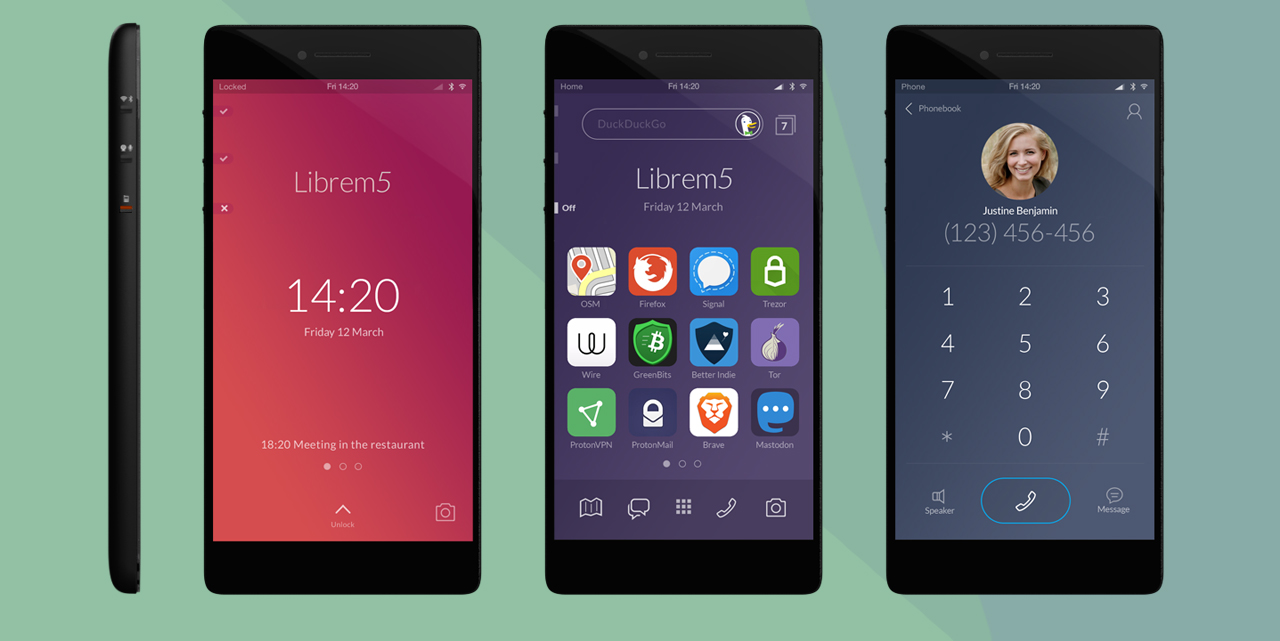 Locked Fri 14:20
Librem5
14:20
Friday 12 March
18:20 Meeting in the restaurant
Unlock
Home Fri 14:20
DuckDuckGo 7
Librem5
Friday 12 March
Off
OSM Firefox Signal Trezor
Wire GreenBits Better Indie Tor
ProtonVPN ProtonMail Brave Mastodon
Phone Fri 14:20
Phonebook
Justine Benjamin
(123) 456-456
1 2 3
4 5 6
7 8 9
* 0 #
Speaker Message